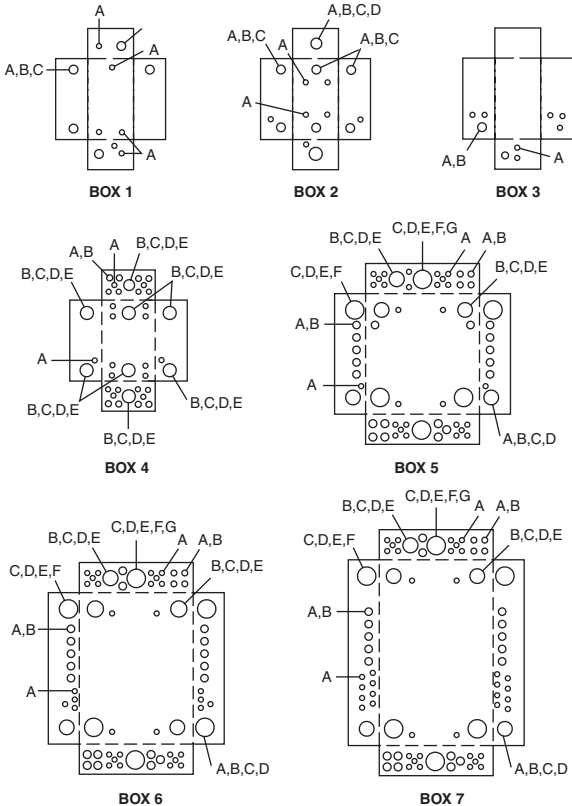 A
A
A,B,C
A
BOX 1
A,B,C,D
A,B,C
A
A,B,C
A
BOX 2
A,B
A
BOX 3
A,B
A
B,C,D,E
B,C,D,E
B,C,D,E
A
B,C,D,E
B,C,D,E
B,C,D,E
BOX 4
C,D,E,F,G
B,C,D,E
A
A,B
C,D,E,F
B,C,D,E
A,B
A
A,B,C,D
BOX 5
C,D,E,F,G
B,C,D,E
A
A,B
C,D,E,F
B,C,D,E
A,B
A
A,B,C,D
BOX 6
C,D,E,F,G
B,C,D,E
A
A,B
C,D,E,F
B,C,D,E
A,B
A
A,B,C,D
BOX 7